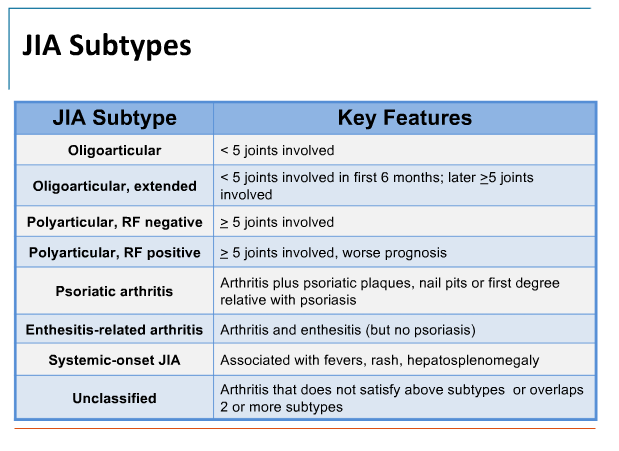 JIA Subtypes
JIA Subtype
Key Features
Oligoarticular
< 5 joints involved
Oligoarticular, extended
< 5 joints involved in first 6 months; later ≥5 joints
involved
Polyarticular, RF negative
≥ 5 joints involved
Polyarticular, RF positive
≥ 5 joints involved, worse prognosis
Psoriatic arthritis
Arthritis plus psoriatic plaques, nail pits or first degree
relative with psoriasis
Enthesitis-related arthritis
Arthritis and enthesitis (but no psoriasis)
Systemic-onset JIA
Associated with fevers, rash, hepatosplenomegaly
Unclassified
Arthritis that does not satisfy above subtypes or overlaps
2 or more subtypes